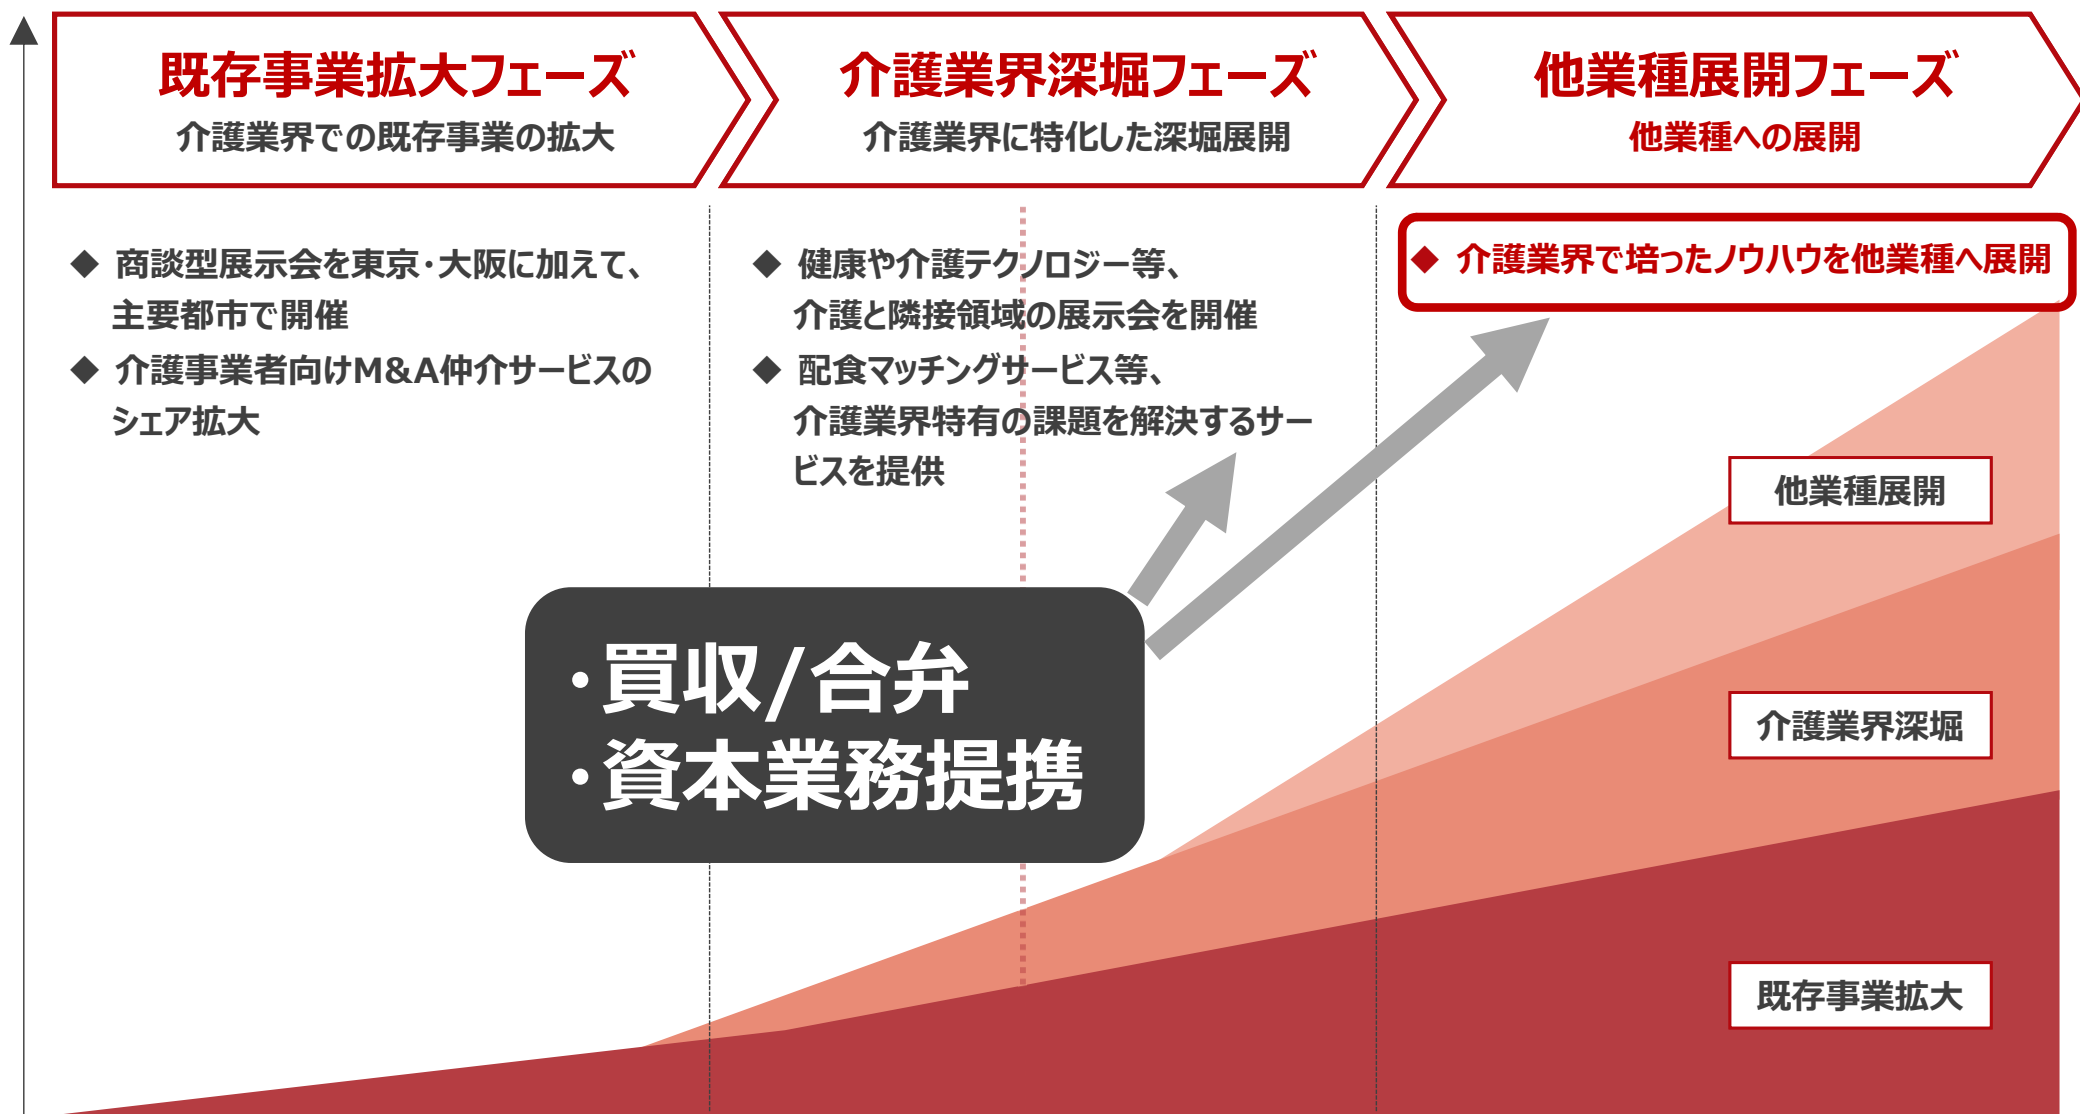 既存事業拡大フェーズ
介護業界での既存事業の拡大
介護業界深堀フェーズ
介護業界に特化した深堀展開
他業種展開フェーズ
他業種への展開
◆ 商談型展示会を東京・大阪に加えて、
主要都市で開催
◆ 介護事業者向けM&A仲介サービスの
シェア拡大
◆ 健康や介護テクノロジー等、
介護と隣接領域の展示会を開催
◆ 配食マッチングサービス等、
介護業界特有の課題を解決するサー
ビスを提供
◆ 介護業界で培ったノウハウを他業種へ展開
・買収/合弁
・資本業務提携
他業種展開
介護業界深堀
既存事業拡大